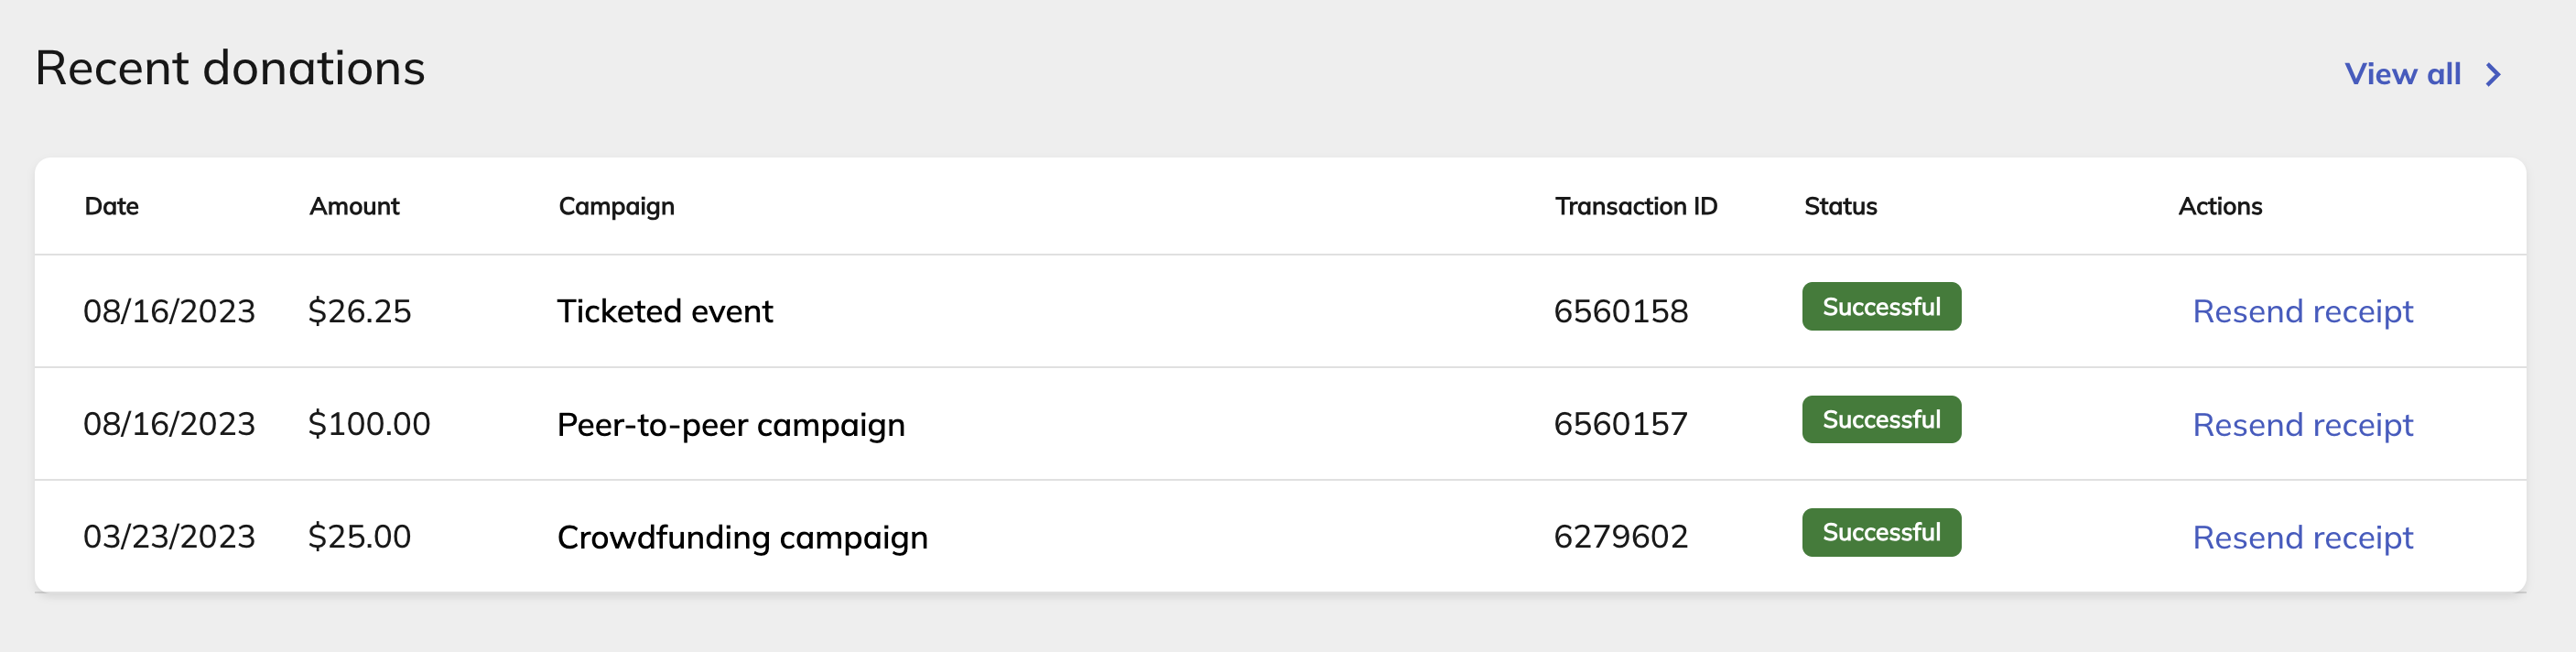 Recent donations
View all
Date Amount Campaign Transaction ID Status Actions
08/16/2023 $26.25 Ticketed event 6560158 Successful Resend receipt
08/16/2023 $100.00 Peer-to-peer campaign 6560157 Successful Resend receipt
03/23/2023 $25.00 Crowdfunding campaign 6279602 Successful Resend receipt